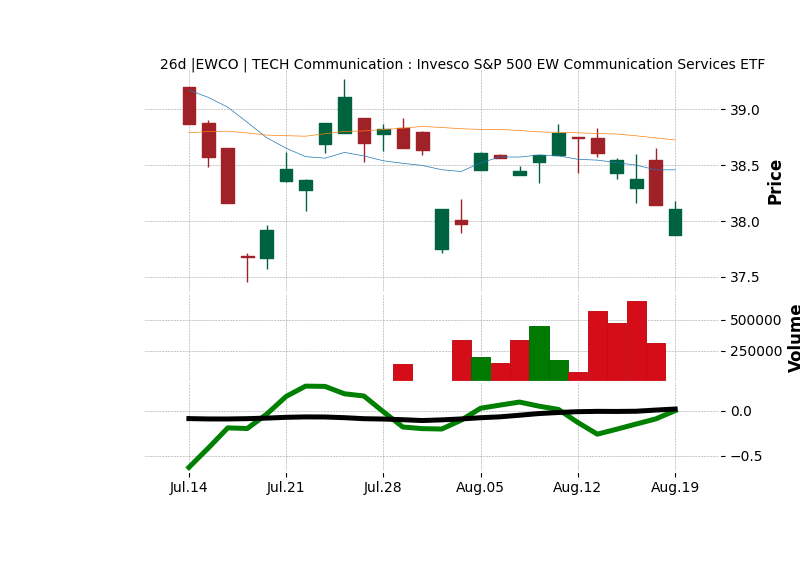 26d |EWCO | TECH Communication : Invesco S&P 500 EW Communication Services ETF
39.0
38.5
38.0
37.5
Price
500000
250000
Volume
0.0
−0.5
Jul.14 Jul.21 Jul.28 Aug.05 Aug.12 Aug.19